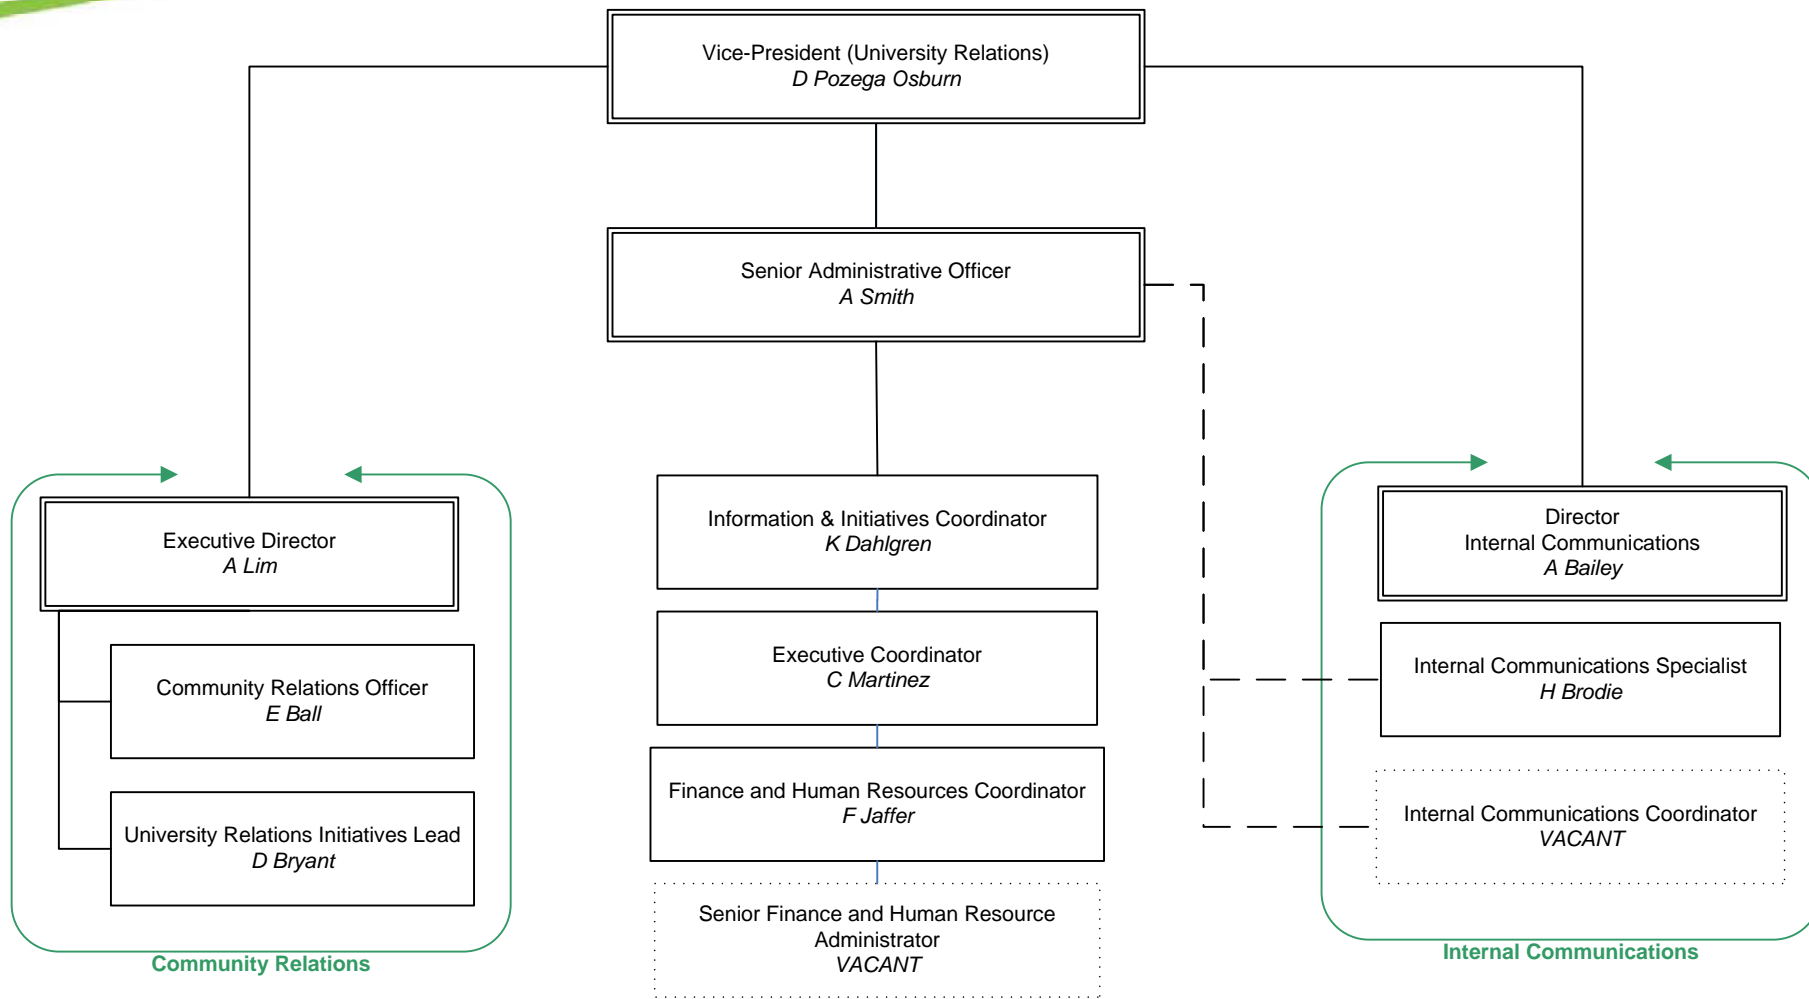 Vice-President (University Relations)
D Pozega Osburn
Senior Administrative Officer
A Smith
Executive Director
A Lim
Community Relations Officer
E Ball
University Relations Initiatives Lead
D Bryant
Community Relations
Information & Initiatives Coordinator
K Dahlgren
Executive Coordinator
C Martinez
Finance and Human Resources Coordinator
F Jaffer
Senior Finance and Human Resource
Administrator
VACANT
Director
Internal Communications
A Bailey
Internal Communications Specialist
H Brodie
Internal Communications Coordinator
VACANT
Internal Communications